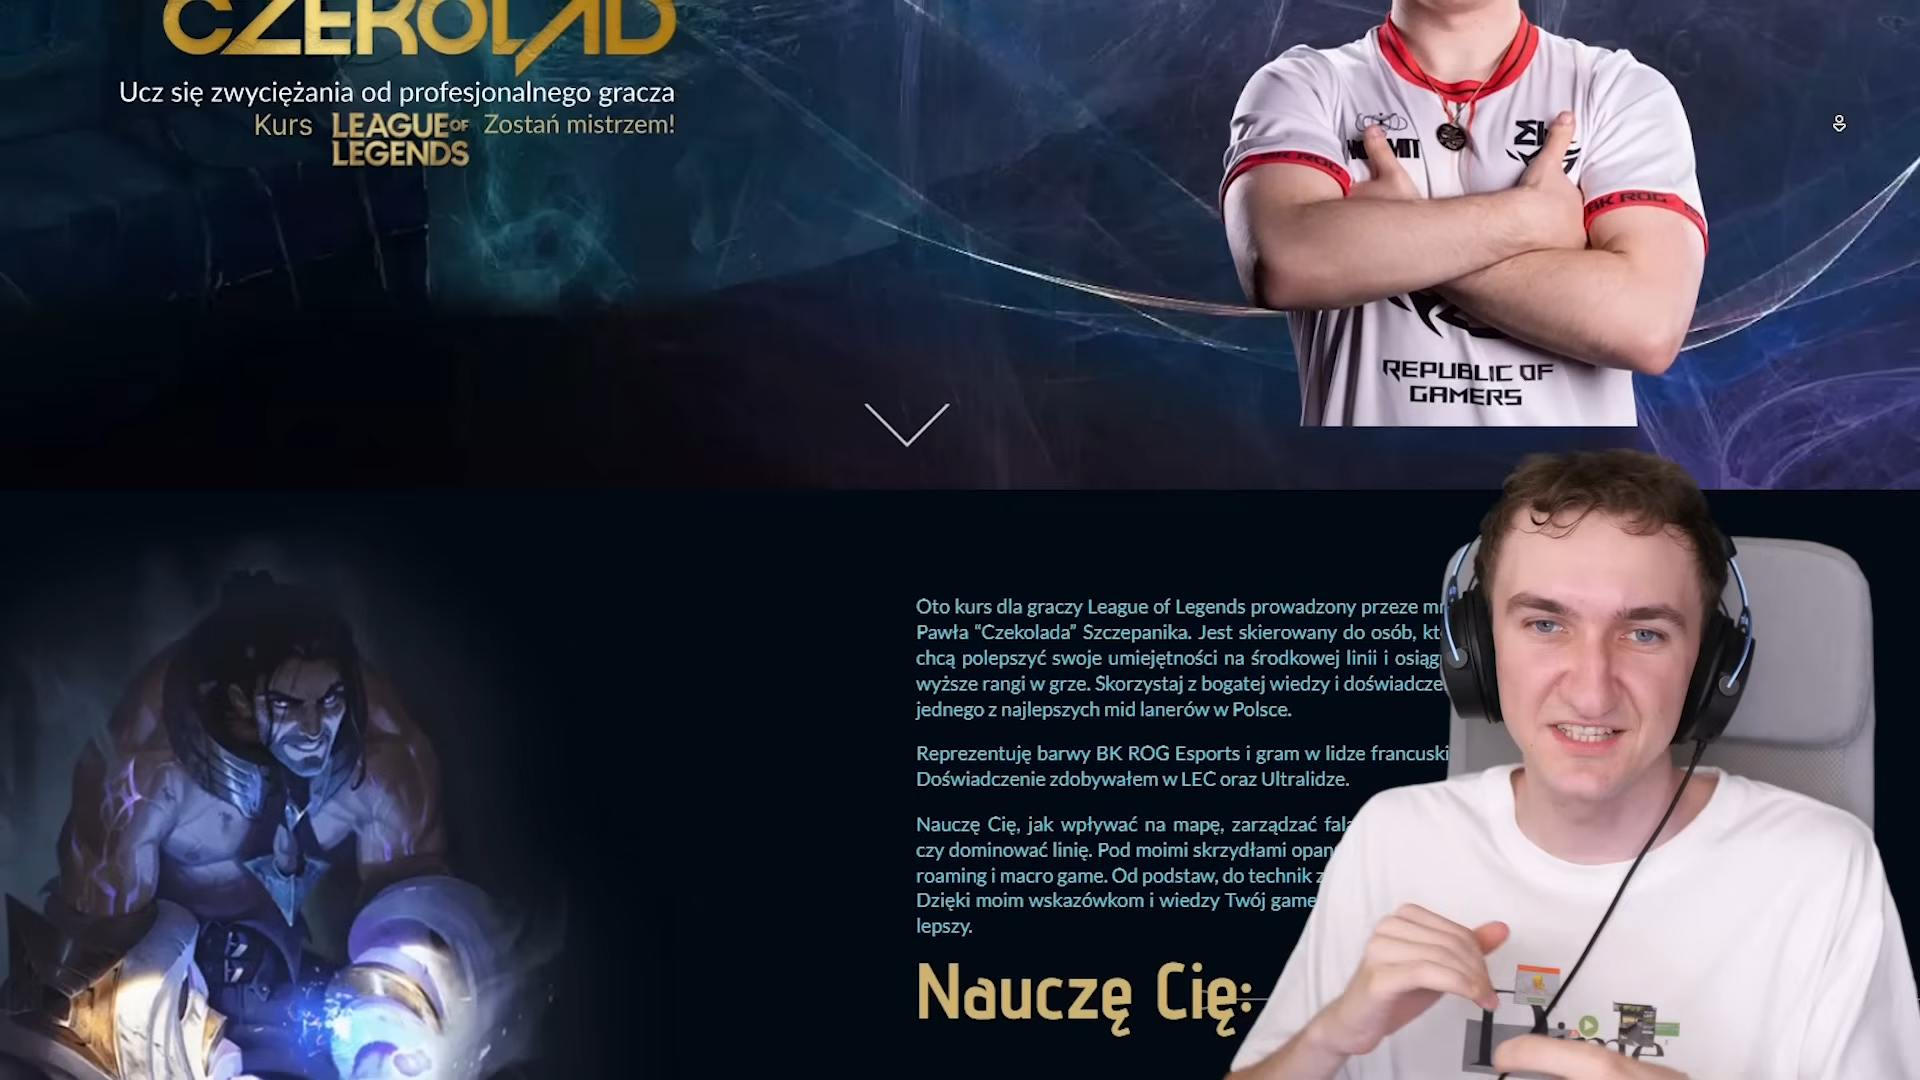 CZEKOLAD
Ucz się zwyciężania od profesjonalnego gracza
Kurs LEAGUE OF LEGENDS Zostań mistrzem!
BK ROG
BK ROG
REPUBLIC OF
GAMERS
Oto kurs dla graczy League of Legends prowadzony przeze
Pawła “Czekolada” Szczepanika. Jest skierowany do osób,
chcą polepszyć swoje umiejętności na środkowej linii i
wyższe rangi w grze. Skorzystaj z bogatej wiedzy i
jednego z najlepszych mid lanerów w Polsce.
Reprezentuję barwy BK ROG Esports i gram w lidze
Doświadczenie zdobywałem w LEC oraz Ultralidze.
Nauczę Cię, jak wpływać na mapę, zarządzać
czy dominować linię. Pod moimi skrzydłami
roaming i macro game. Od podstaw, do technik
Dzięki moim wskazówkom i wiedzy Twój
lepszy.
Nauczę Cię: